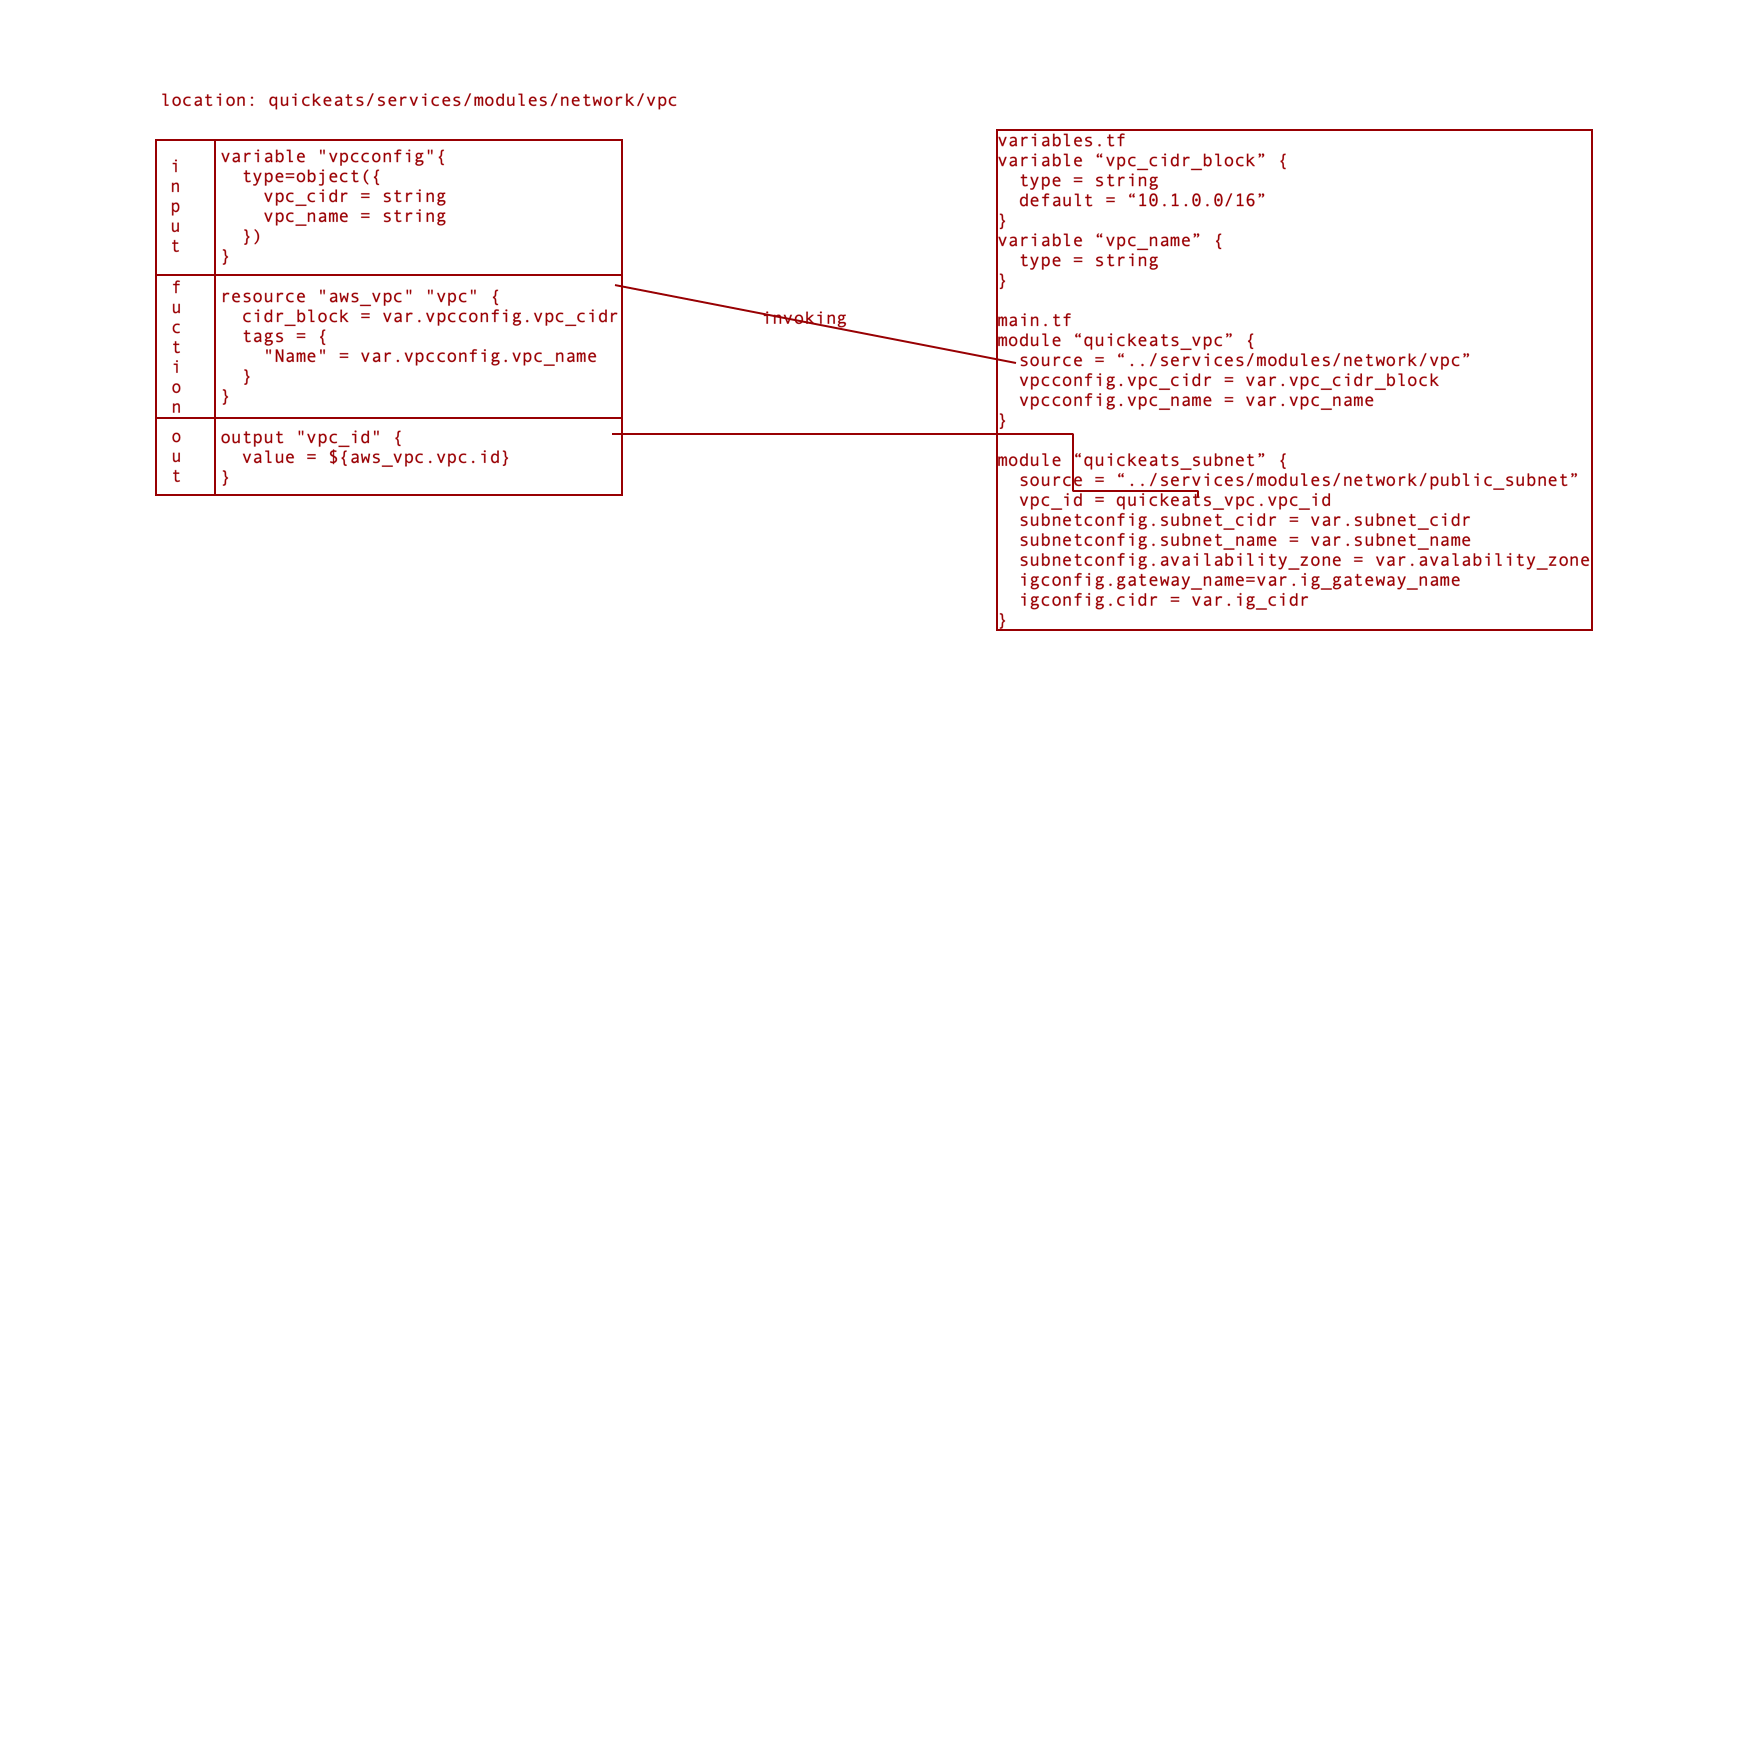 location: quickeats/services/modules/network/vpc
i
n
p
u
t
variable "vpcconfig"{
  type=object({
    vpc_cidr = string
    vpc_name = string
  })
}
f
u
c
t
i
o
n
resource "aws_vpc" "vpc" {
  cidr_block = var.vpcconfig.vpc_cidr
  tags = {
    "Name" = var.vpcconfig.vpc_name
  }
}
o
u
t
output "vpc_id" {
  value = ${aws_vpc.vpc.id}
}
invoking
variables.tf
variable “vpc_cidr_block” {
  type = string
  default = “10.1.0.0/16”
}
variable “vpc_name” {
  type = string
}
main.tf
module “quickeats_vpc” {
  source = “../services/modules/network/vpc”
  vpcconfig.vpc_cidr = var.vpc_cidr_block
  vpcconfig.vpc_name = var.vpc_name
}
module “quickeats_subnet” {
  source = “../services/modules/network/public_subnet”
  vpc_id = quickeats_vpc.vpc_id
  subnetconfig.subnet_cidr = var.subnet_cidr
  subnetconfig.subnet_name = var.subnet_name
  subnetconfig.availability_zone = var.avalability_zone
  igconfig.gateway_name=var.ig_gateway_name
  igconfig.cidr = var.ig_cidr
}